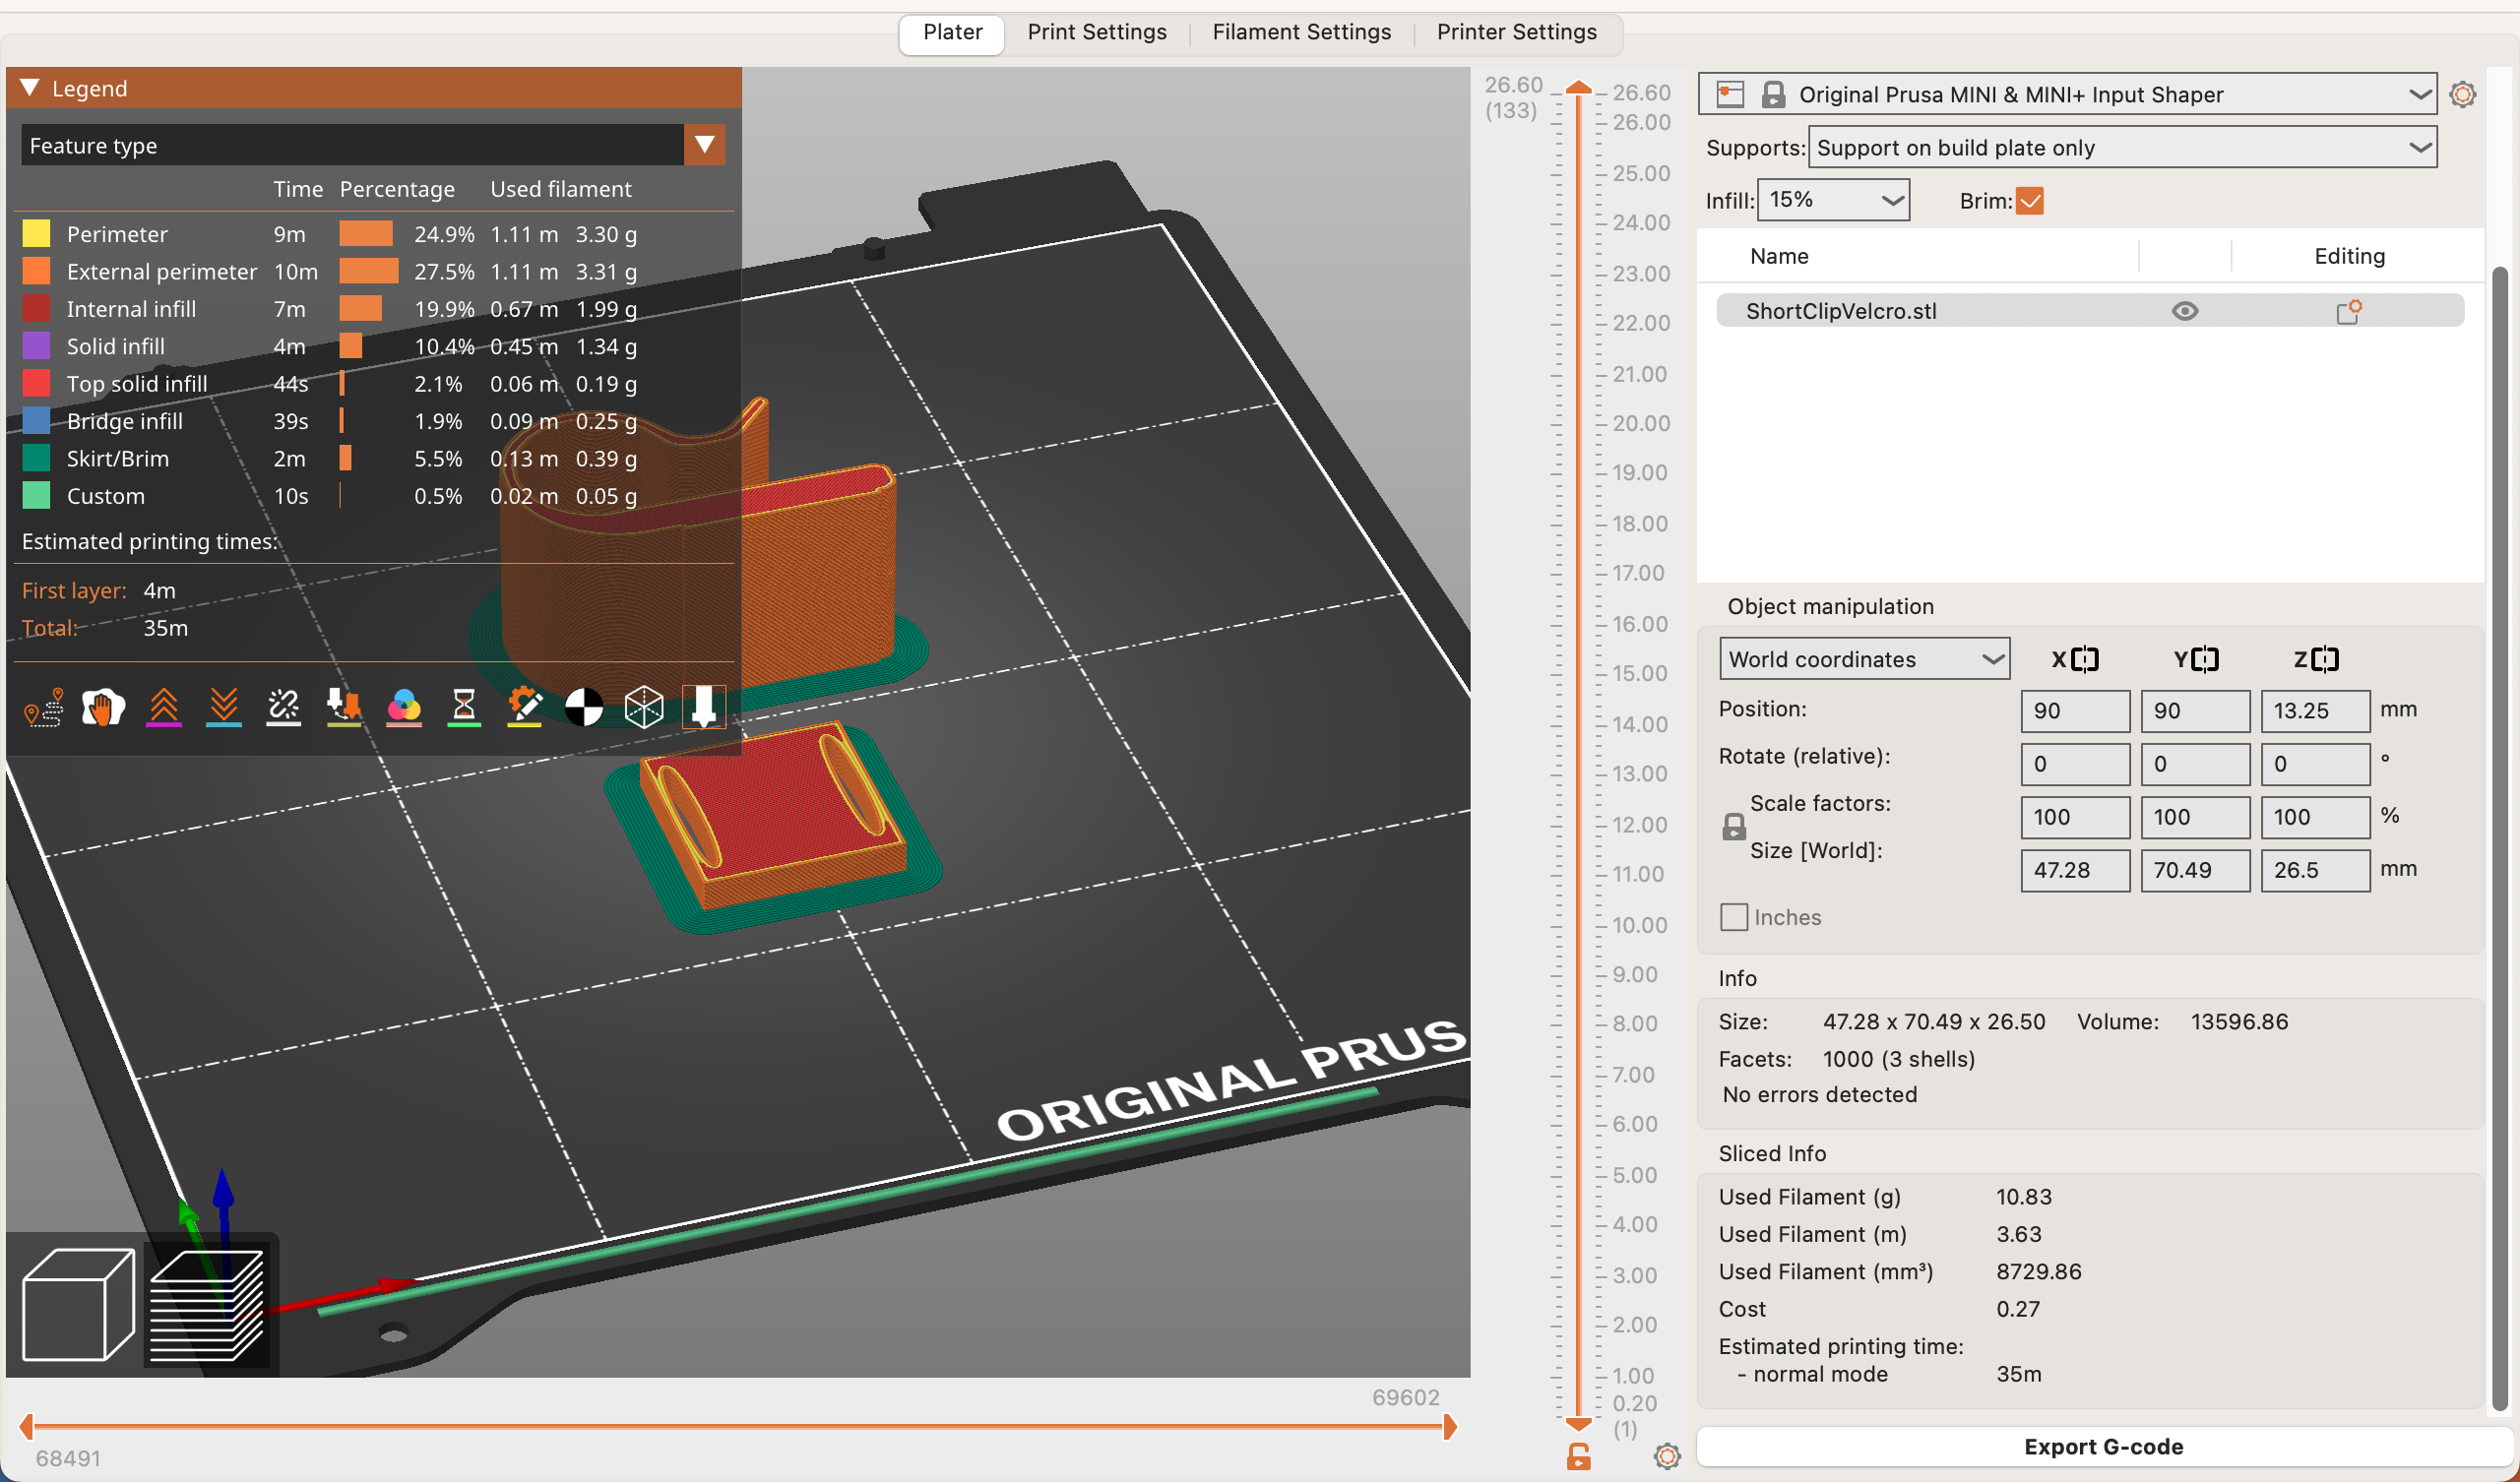 Plater Print Settings Filament Settings Printer Settings
Legend
Feature type
Time Percentage Used filament
Perimeter 9m 24.9% 1.11 m 3.30 g
External perimeter 10m 27.5% 1.11 m 3.31 g
Internal infill 7m 19.9% 0.67 m 1.99 g
Solid infill 4m 10.4% 0.45 m 1.34 g
Top solid infill 44s 2.1% 0.06 m 0.19 g
Bridge infill 39s 1.9% 0.09 m 0.25 g
Skirt/Brim 2m 5.5% 0.13 m 0.39 g
Custom 10s 0.5% 0.02 m 0.05 g
Estimated printing times:
First layer: 4m
Total: 35m
ORIGINAL PRUS
69602
68491
26.60
(133)
26.60
26.00
25.00
24.00
23.00
22.00
21.00
20.00
19.00
18.00
17.00
16.00
15.00
14.00
13.00
12.00
11.00
10.00
9.00
8.00
7.00
6.00
5.00
4.00
3.00
2.00
1.00
0.20
(1)
Original Prusa MINI & MINI+ Input Shaper
Supports: Support on build plate only
Infill: 15% Brim:
Name Editing
ShortClipVelcro.stl
Object manipulation
World coordinates X Y Z
Position: 90 90 13.25 mm
Rotate (relative): 0 0 0 °
Scale factors: 100 100 100 %
Size [World]: 47.28 70.49 26.5 mm
Inches
Info
Size: 47.28 x 70.49 x 26.50 Volume: 13596.86
Facets: 1000 (3 shells)
No errors detected
Sliced Info
Used Filament (g) 10.83
Used Filament (m) 3.63
Used Filament (mm³) 8729.86
Cost 0.27
Estimated printing time:
- normal mode 35m
Export G-code